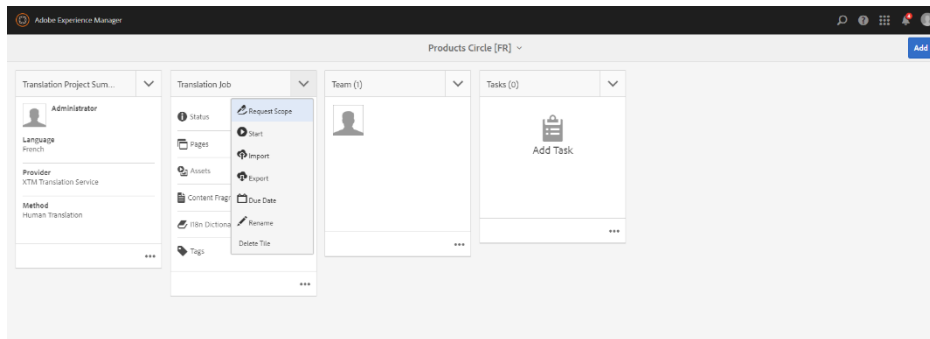 Adobe Experience Manager
Products Circle [FR]
Add
Translation Project Sum...
Administrator
Language
French
Provider
XTM Translation Service
Method
Human Translation
Translation Job
Status
Pages
Assets
Content Fragr
I18n Dictiona
Tags
Request Scope
Start
Import
Export
Due Date
Rename
Delete Tile
Team (1)
Tasks (0)
Add Task